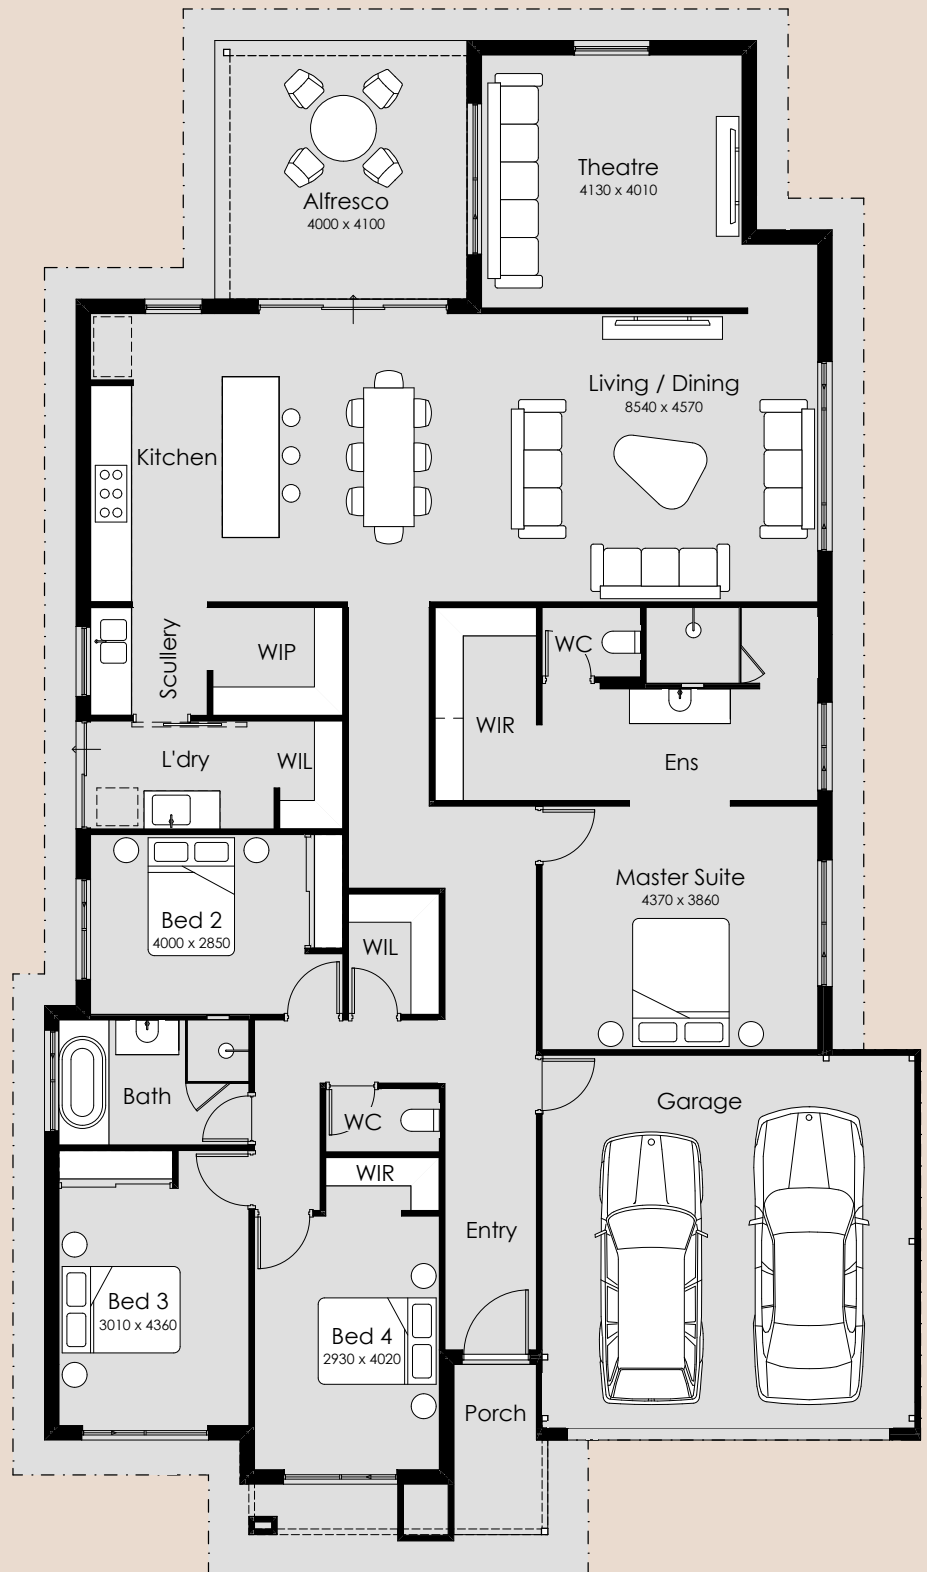 Theatre
4130 x 4010
Alfresco
4000 x 4100
Living / Dining
8540 x 4570
Kitchen
Scullery
WIP
WC
WIR
L'dry
WIL
Ens
Master Suite
4370 x 3860
Bed 2
4000 x 2850
WIL
Bath
WC
Garage
WIR
Entry
Bed 3
3010 x 4360
Bed 4
2930 x 4020
Porch